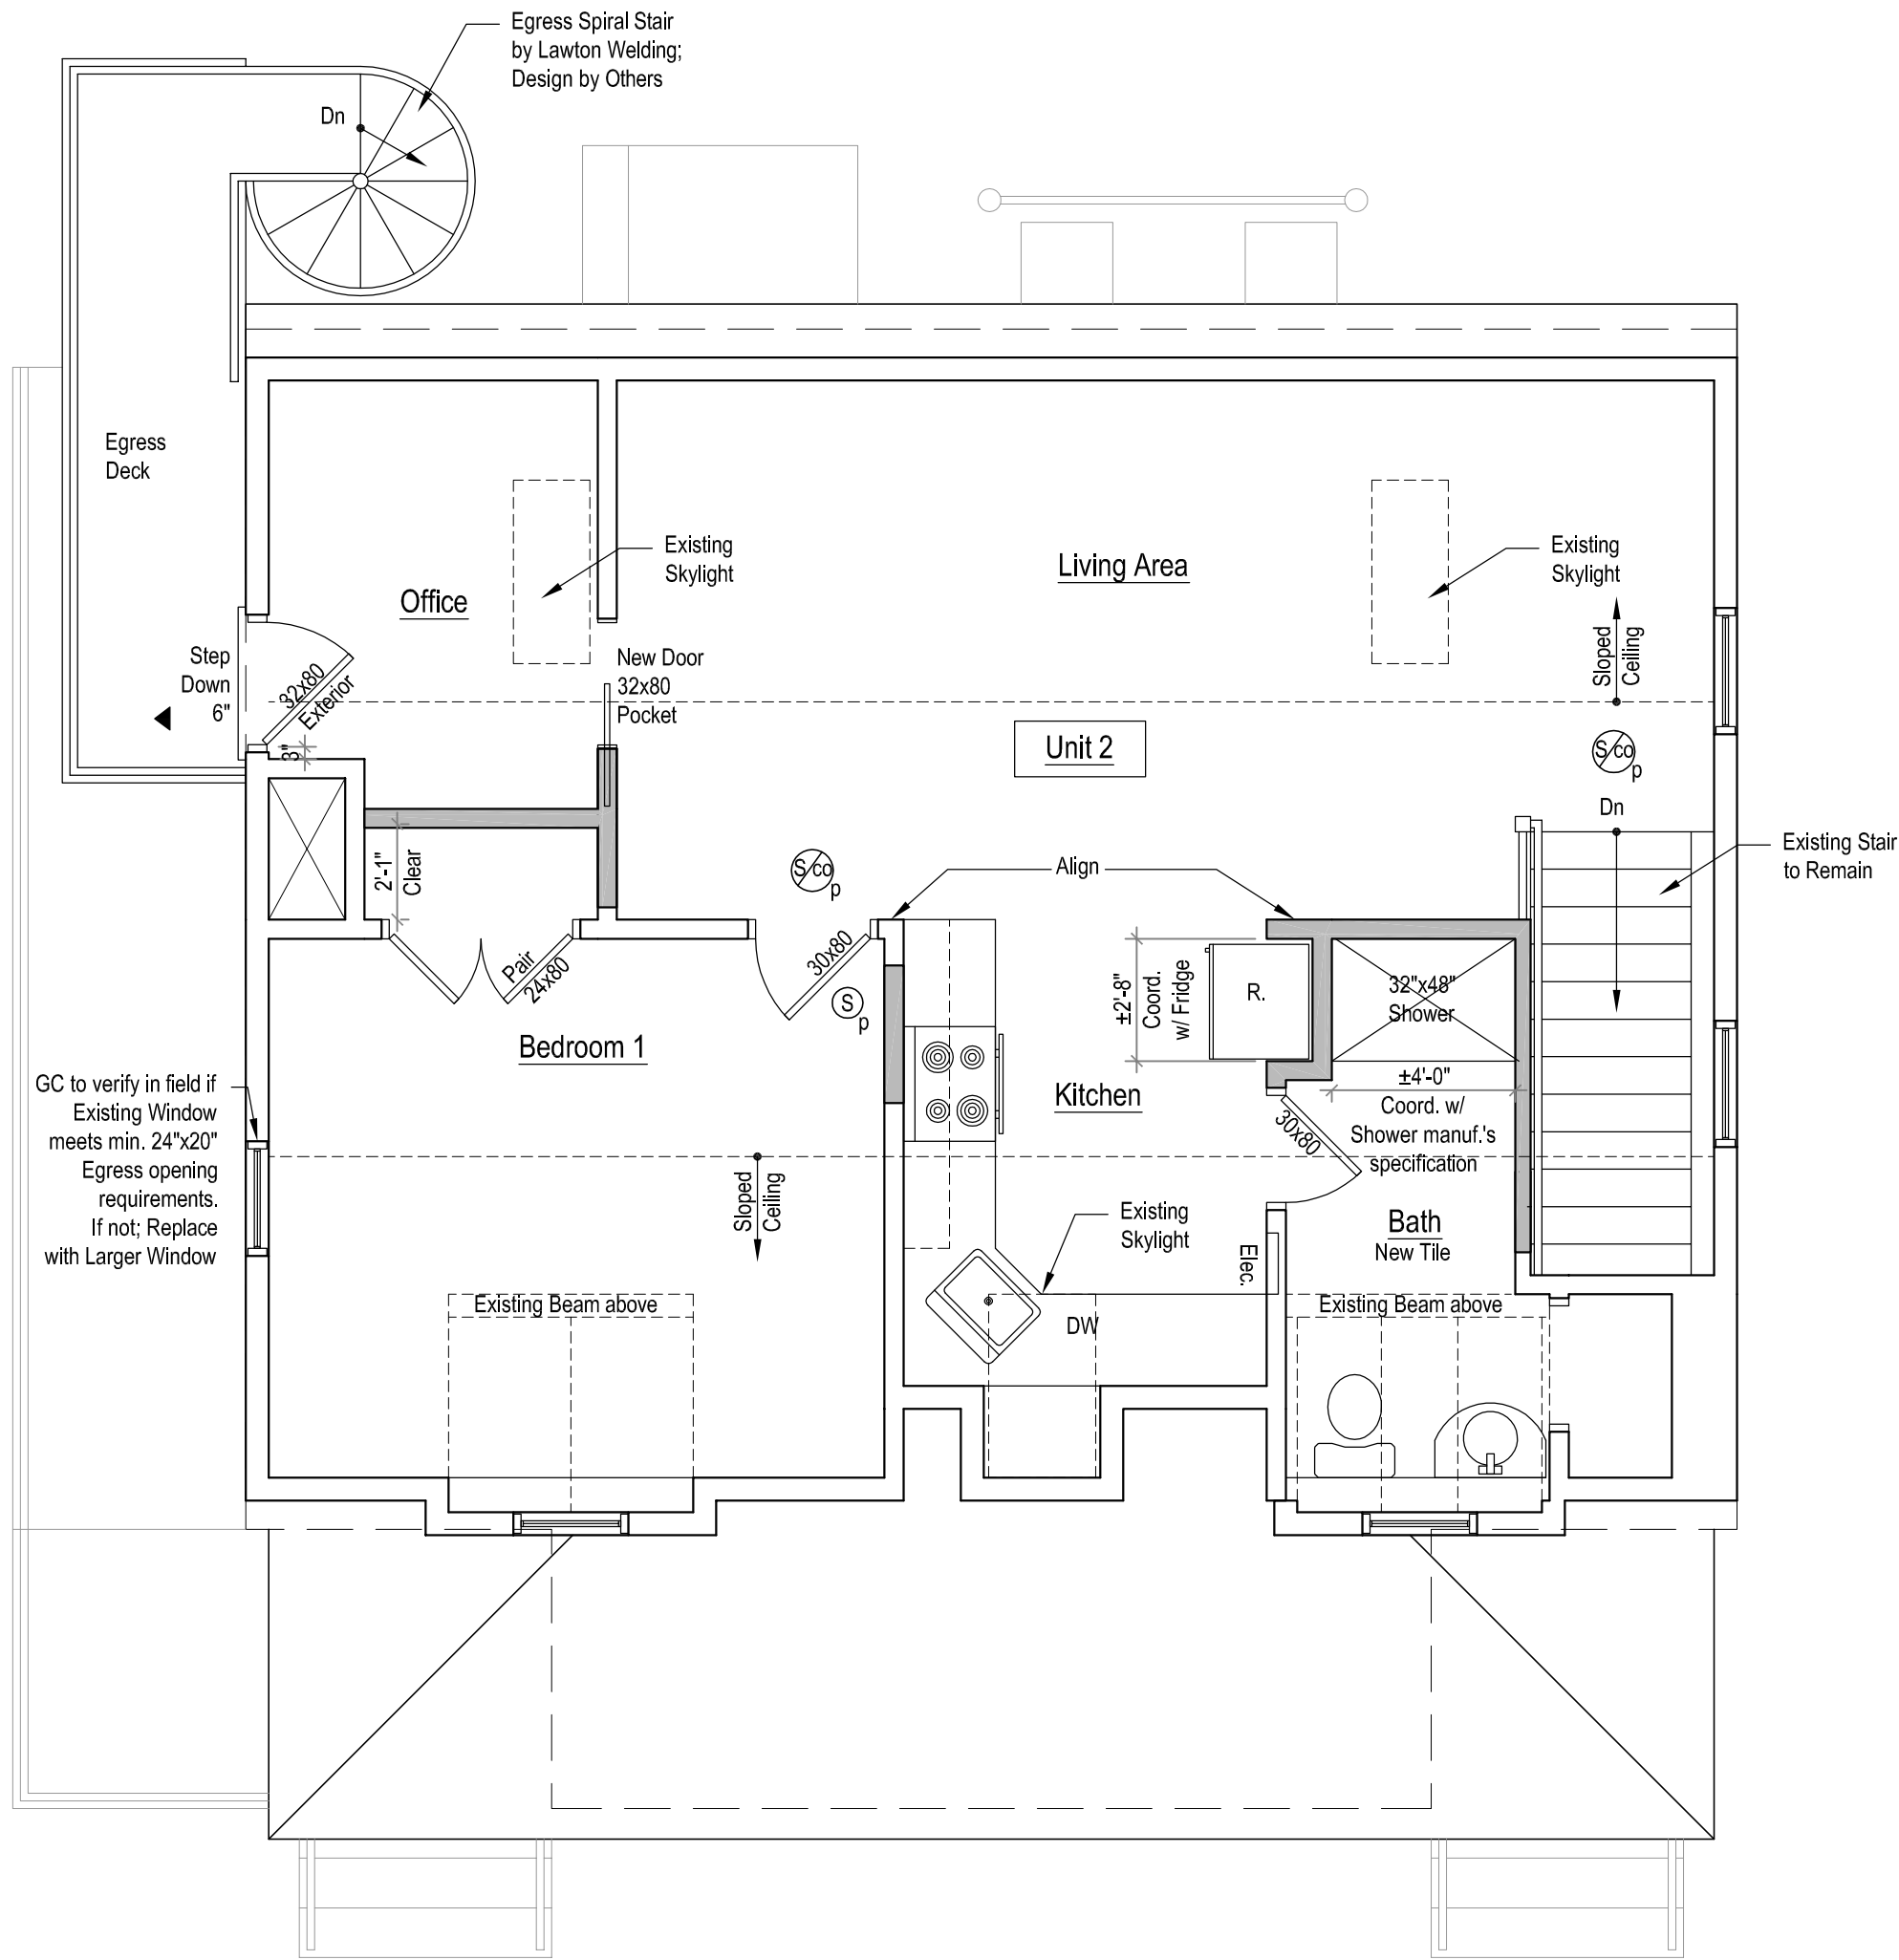 Egress Spiral Stair
by Lawton Welding;
Design by Others
Dn
Egress
Deck
Existing
Skylight
Living Area
Existing
Skylight
Office
Step
Down
6"
32x80
Exterior
3"
New Door
32x80
Pocket
Sloped
Ceiling
Unit 2
S/co
p
Dn
Existing Stair
to Remain
2'-1"
Clear
S/co
p
Align
Pair
24x80
30x80
S
p
±2'-8"
Coord.
w/ Fridge
R.
32"x48"
Shower
Bedroom 1
GC to verify in field if
Existing Window
meets min. 24"x20"
Egress opening
requirements.
If not; Replace
with Larger Window
Kitchen
±4'-0"
Coord. w/
Shower manuf.'s
specification
30x80
Sloped
Ceiling
Existing
Skylight
Elec.
Bath
New Tile
Existing Beam above
DW
Existing Beam above